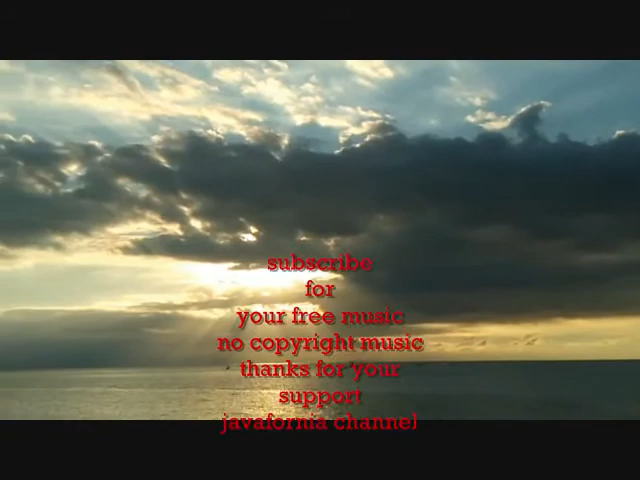 subscribe
for
your free music
no copyright music
thanks for your
support
javafornia channel